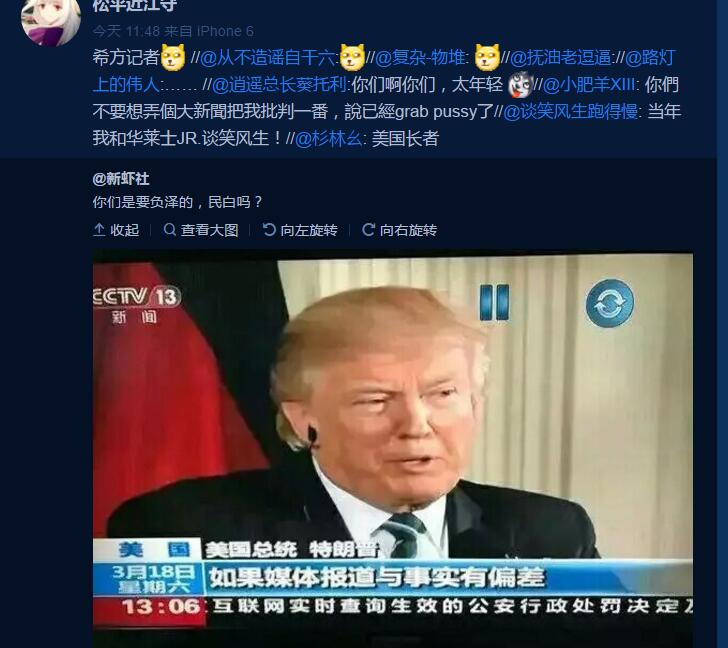 松平近江守
今天 11:48 来自 iPhone 6
希方记者 //@从不造谣自干六: //@复杂-物堆: //@抚油老逗逼://@路灯
上的伟人:…… //@逍遥总长葵托利:你们啊你们，太年轻 //@小肥羊XIII: 你們
不要想弄個大新聞把我批判一番，說已經grab pussy了//@谈笑风生跑得慢: 当年
我和华莱士JR.谈笑风生！//@杉林幺: 美国长者
@新虾社
你们是要负泽的，民白吗？
收起 查看大图 向左旋转 向右旋转
CCTV 13
新 闻
美 国 美国总统 特朗普
3月18日
星期六
如果媒体报道与事实有偏差
13:06 互联网实时查询生效的公安行政处罚决定